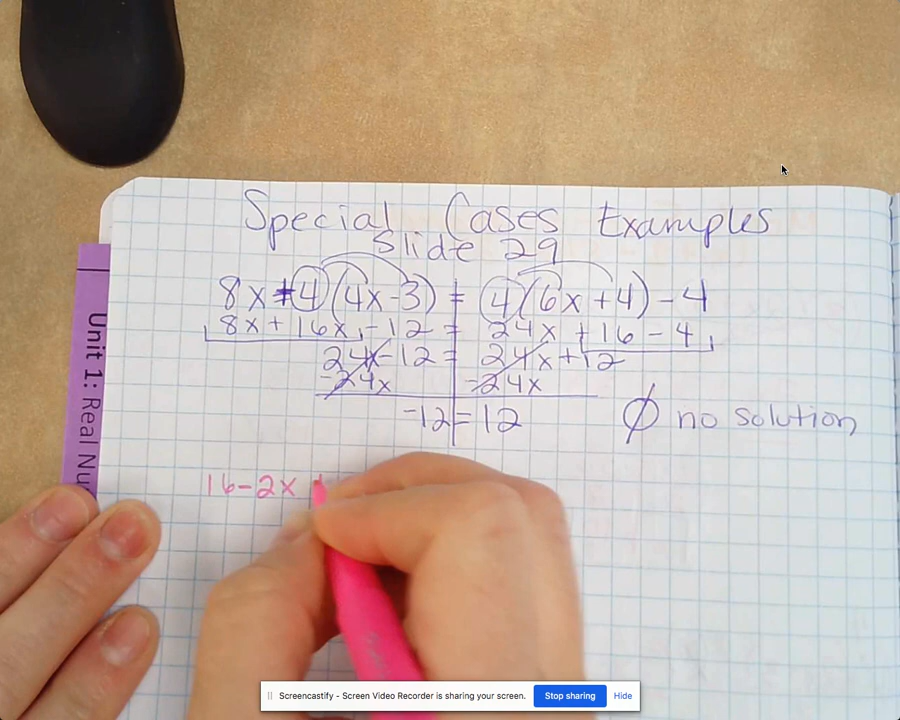 Special Cases Examples
Slide 29
8x + 4(4x-3) = 4(6x+4) - 4
8x + 16x - 12 = 24x + 16 - 4
24x - 12 = 24x + 12
-24x -24x
-12 = 12 ∅ no solution
16-2x
Unit 1: Real Nu
Screencastify - Screen Video Recorder is sharing your screen. Stop sharing Hide